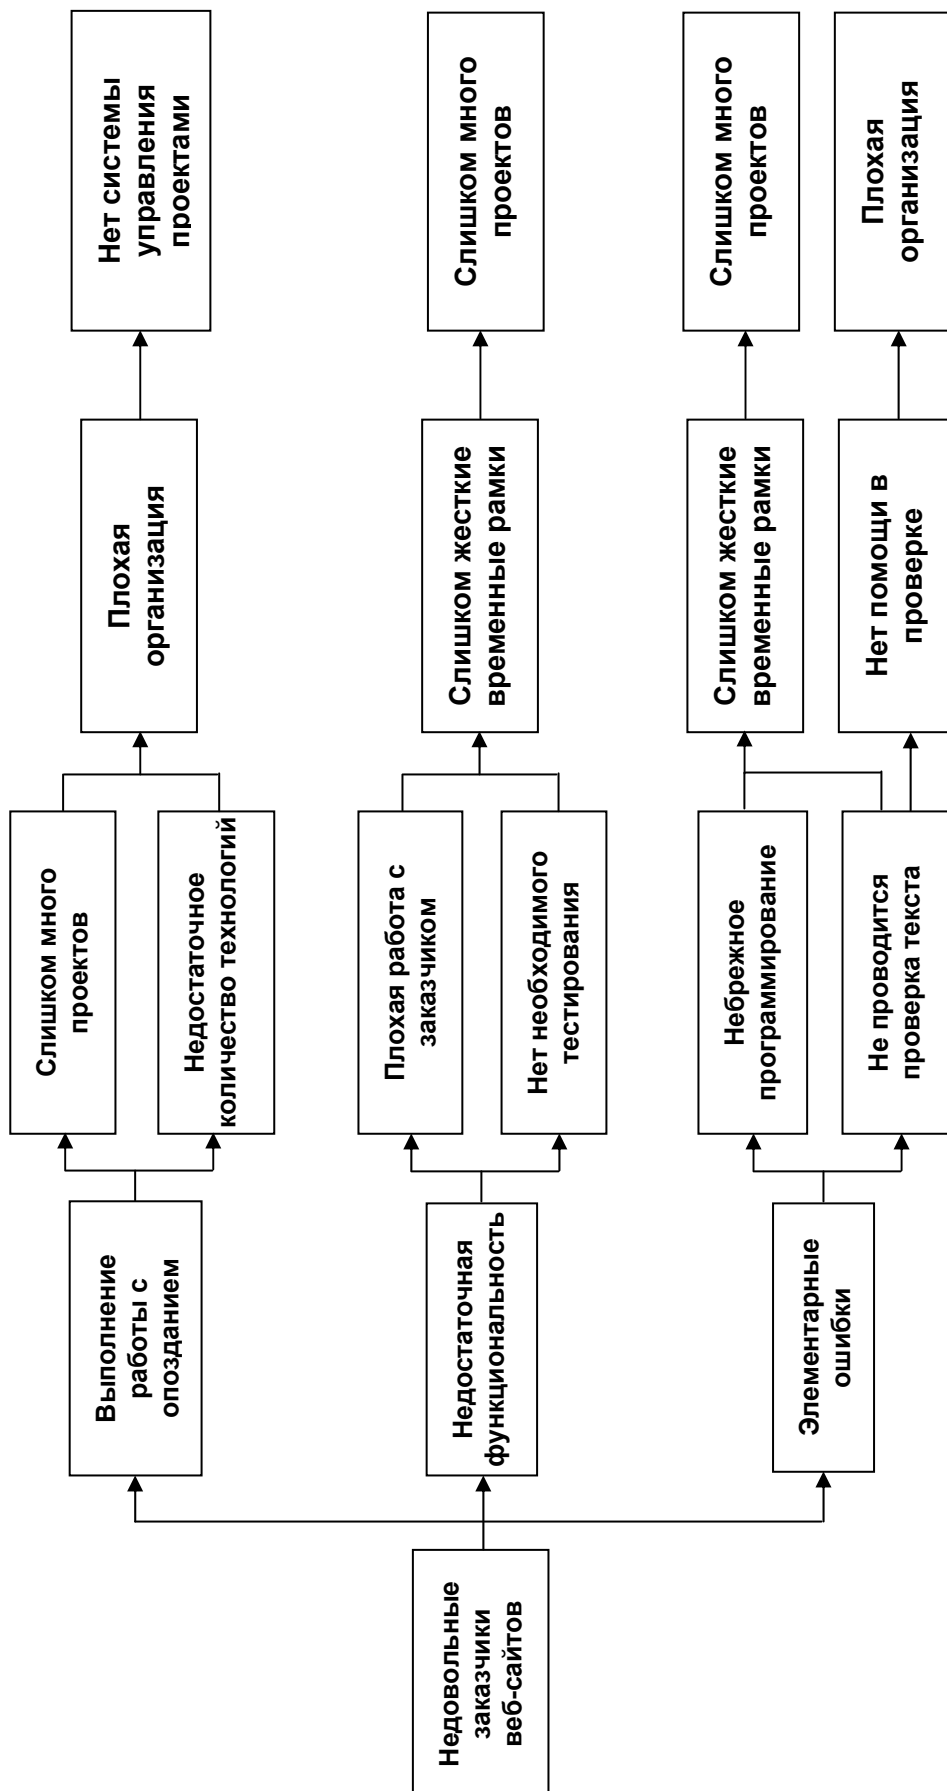 Недовольные
заказчики
веб-сайтов
Выполнение
работы с
опозданием
Недостаточная
функциональность
Элементарные
ошибки
Слишком много
проектов
Недостаточное
количество технологий
Плохая работа с
заказчиком
Нет необходимого
тестирования
Небрежное
программирование
Не проводится
проверка текста
Плохая
организация
Слишком жесткие
временные рамки
Слишком жесткие
временные рамки
Нет помощи в
проверке
Нет системы
управления
проектами
Слишком много
проектов
Слишком много
проектов
Плохая
организация